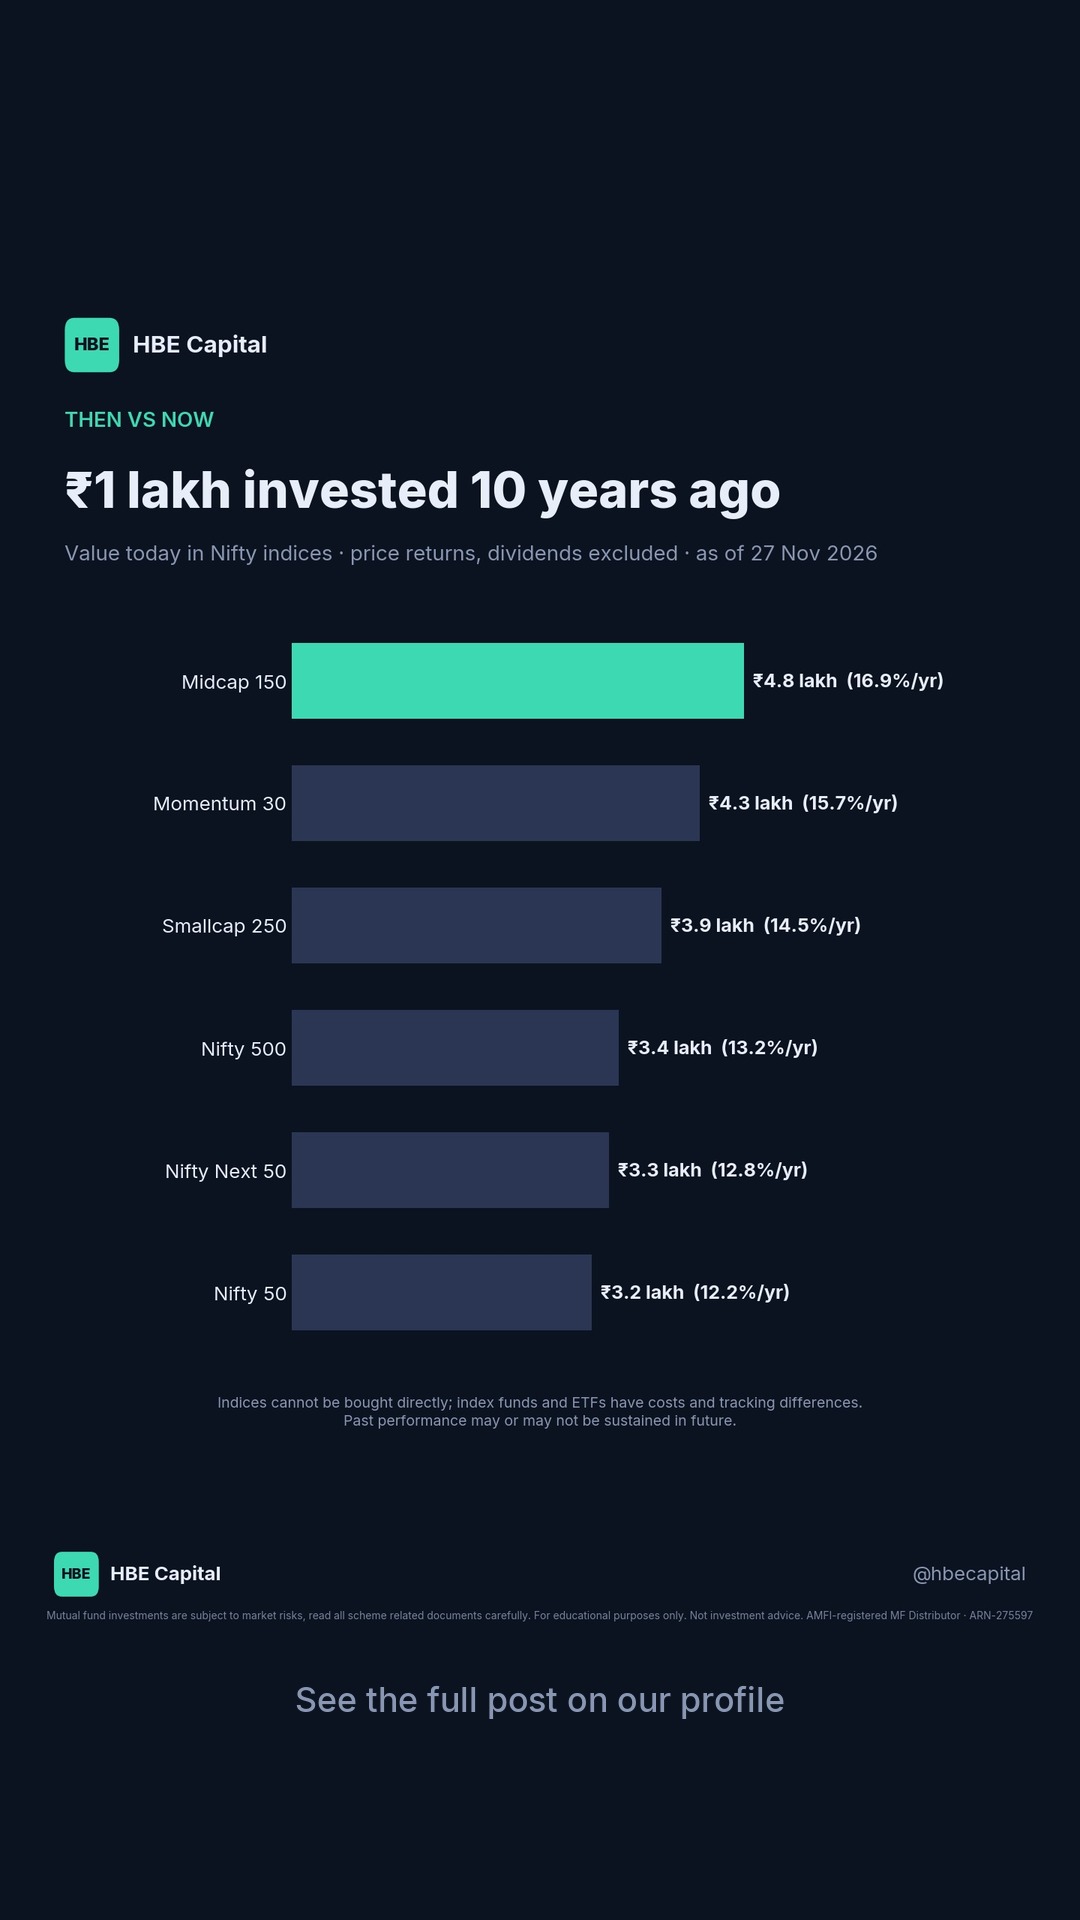 HBE HBE Capital
THEN VS NOW
₹1 lakh invested 10 years ago
Value today in Nifty indices · price returns, dividends excluded · as of 27 Nov 2026
Midcap 150 ₹4.8 lakh (16.9%/yr)
Momentum 30 ₹4.3 lakh (15.7%/yr)
Smallcap 250 ₹3.9 lakh (14.5%/yr)
Nifty 500 ₹3.4 lakh (13.2%/yr)
Nifty Next 50 ₹3.3 lakh (12.8%/yr)
Nifty 50 ₹3.2 lakh (12.2%/yr)
Indices cannot be bought directly; index funds and ETFs have costs and tracking differences.
Past performance may or may not be sustained in future.
HBE HBE Capital @hbecapital
Mutual fund investments are subject to market risks, read all scheme related documents carefully. For educational purposes only. Not investment advice. AMFI-registered MF Distributor · ARN-275597
See the full post on our profile